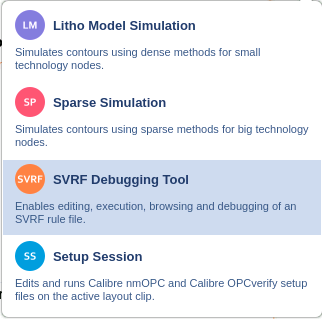 LM Litho Model Simulation
Simulates contours using dense methods for small
technology nodes.
SP Sparse Simulation
Simulates contours using sparse methods for big technology
nodes.
SVRF SVRF Debugging Tool
Enables editing, execution, browsing and debugging of an
SVRF rule file.
SS Setup Session
Edits and runs Calibre nmOPC and Calibre OPCverify setup
files on the active layout clip.